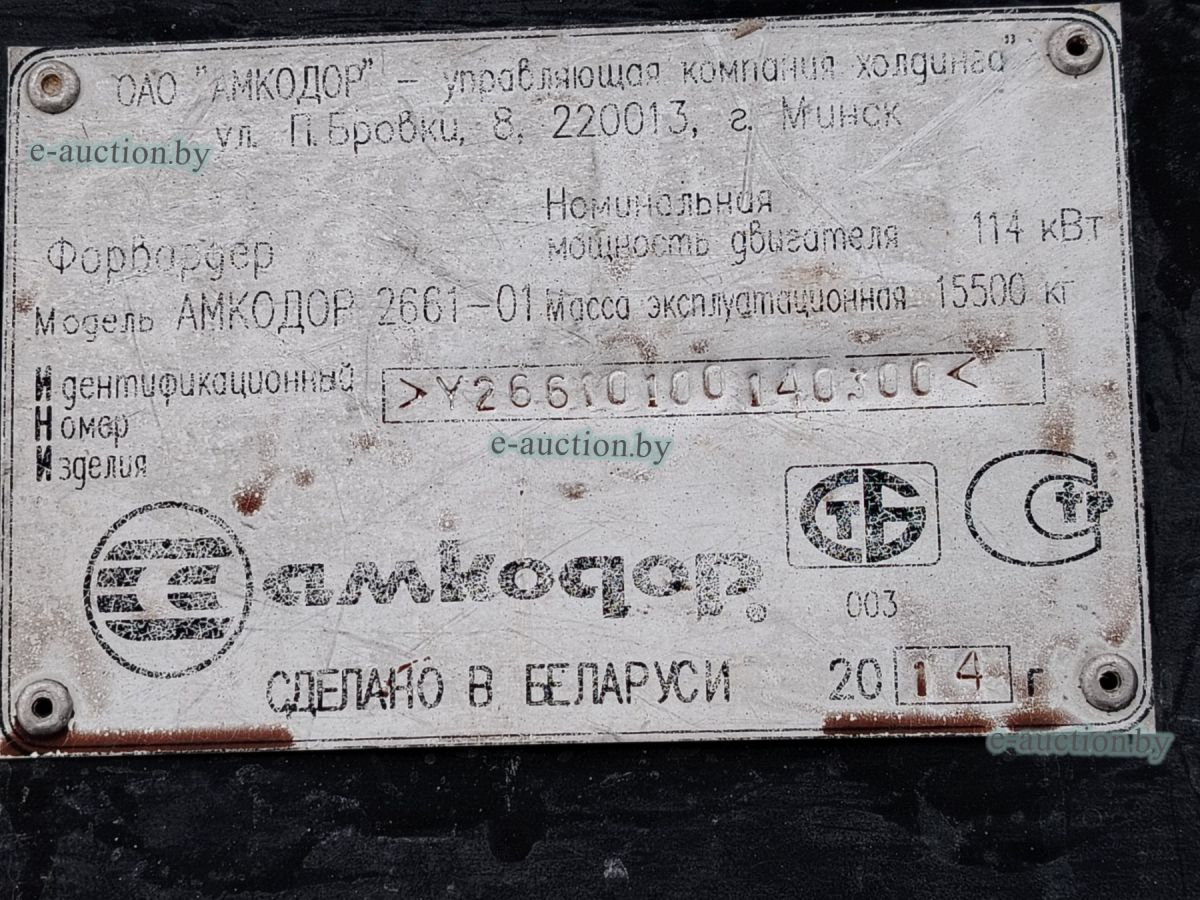 ОАО "АМКОДОР" – управляющая компания холдинга"
ул. П.Бровки, 8, 220013, г. Минск
e-auction.by
Форвардер
Номинальная
мощность двигателя 114 кВт
Модель АМКОДОР 2661-01 Масса эксплуатационная 15500 кг
Идентификационный
Номер
Изделия
>Y26610100140300<
e-auction.by
СТБ
003
Стр
амкодор®
СДЕЛАНО В БЕЛАРУСИ 2014 г
e-auction.by